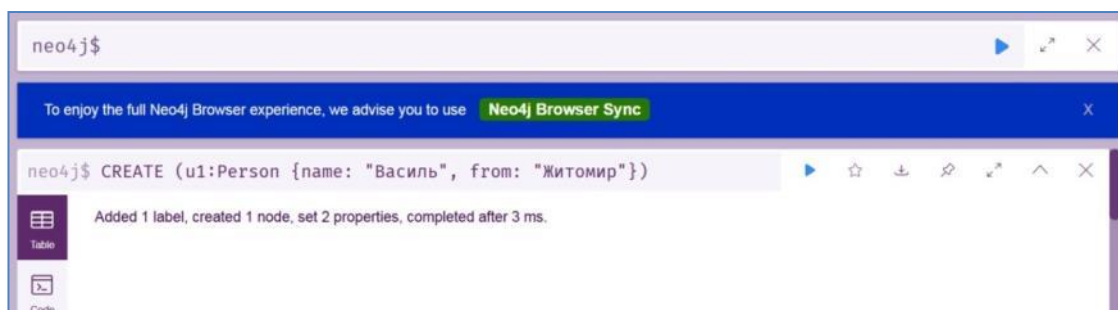 neo4j$
To enjoy the full Neo4j Browser experience, we advise you to use Neo4j Browser Sync X
neo4j$ CREATE (u1:Person {name: "Василь", from: "Житомир"})
Added 1 label, created 1 node, set 2 properties, completed after 3 ms.
Table
Code